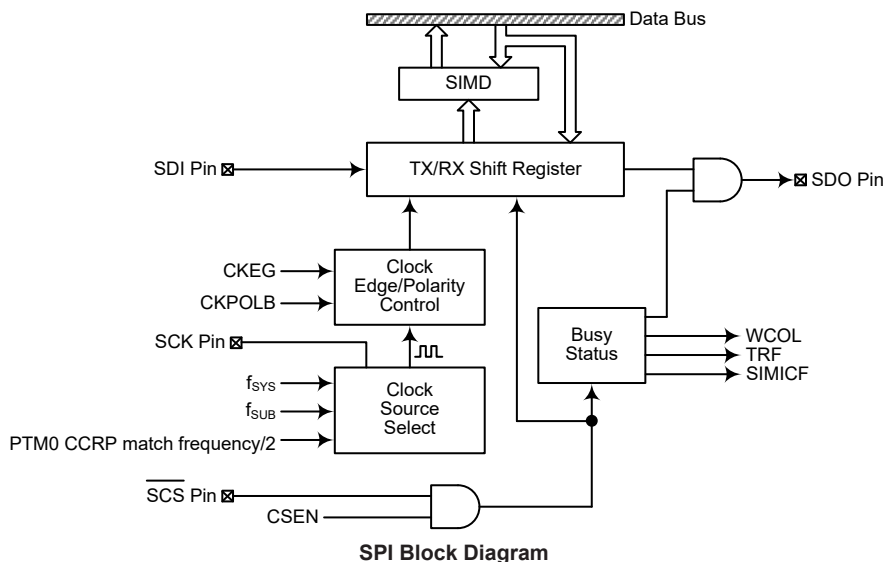 Data Bus
SIMD
SDI Pin
TX/RX Shift Register
SDO Pin
CKEG
CKPOLB
Clock
Edge/Polarity
Control
SCK Pin
Busy
Status
WCOL
TRF
SIMICF
fSYS
fSUB
PTM0 CCRP match frequency/2
Clock
Source
Select
SCS Pin
CSEN
SPI Block Diagram